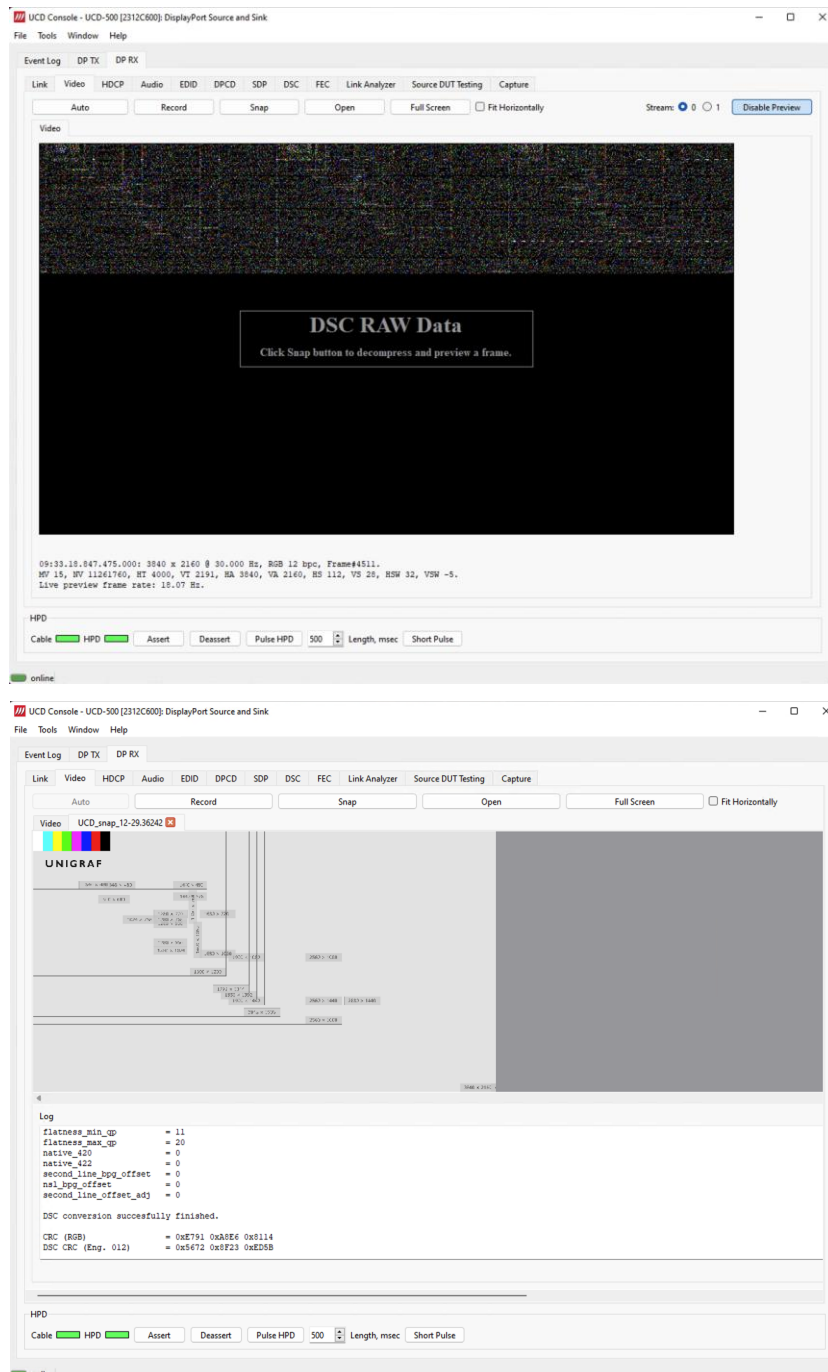 UCD Console - UCD-500 [2312C600]: DisplayPort Source and Sink
File Tools Window Help
Event Log DP TX DP RX
Link Video HDCP Audio EDID DPCD SDP DSC FEC Link Analyzer Source DUT Testing Capture
Auto Record Snap Open Full Screen Fit Horizontally Stream: 0 1 Disable Preview
Video
DSC RAW Data
Click Snap button to decompress and preview a frame.
09:33.18.847.475.000: 3840 x 2160 @ 30.000 Hz, RGB 12 bpc, Frame#4511.
MV 15, NV 11261760, HT 4000, VT 2191, HA 3840, VA 2160, HS 112, VS 28, HSW 32, VSW -5.
Live preview frame rate: 18.07 Hz.
HPD
Cable HPD Assert Deassert Pulse HPD 500 Length, msec Short Pulse
online
UCD Console - UCD-500 [2312C600]: DisplayPort Source and Sink
File Tools Window Help
Event Log DP TX DP RX
Link Video HDCP Audio EDID DPCD SDP DSC FEC Link Analyzer Source DUT Testing Capture
Auto Record Snap Open Full Screen Fit Horizontally
Video UCD_snap_12-29.36242
UNIGRAF
Log
flatness_min_qp = 11
flatness_max_qp = 20
native_420 = 0
native_422 = 0
second_line_bpg_offset = 0
nsl_bpg_offset = 0
second_line_offset_adj = 0
DSC conversion succesfully finished.
CRC (RGB) = 0xE791 0xA8E6 0x8114
DSC CRC (Eng. 012) = 0x5672 0x8F23 0xED5B
HPD
Cable HPD Assert Deassert Pulse HPD 500 Length, msec Short Pulse